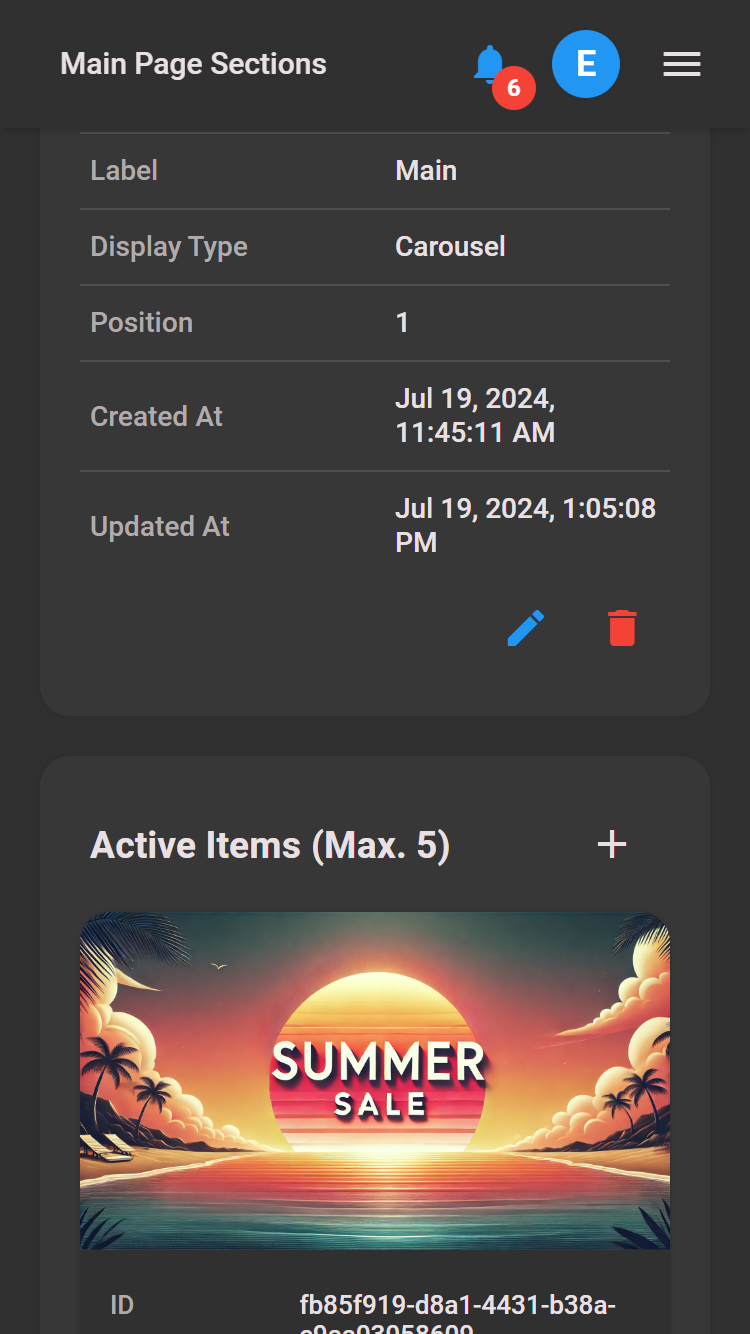 Main Page Sections
6
E
Label Main
Display Type Carousel
Position 1
Created At Jul 19, 2024,
11:45:11 AM
Updated At Jul 19, 2024, 1:05:08
PM
Active Items (Max. 5)
SUMMER
SALE
ID fb85f919-d8a1-4431-b38a-